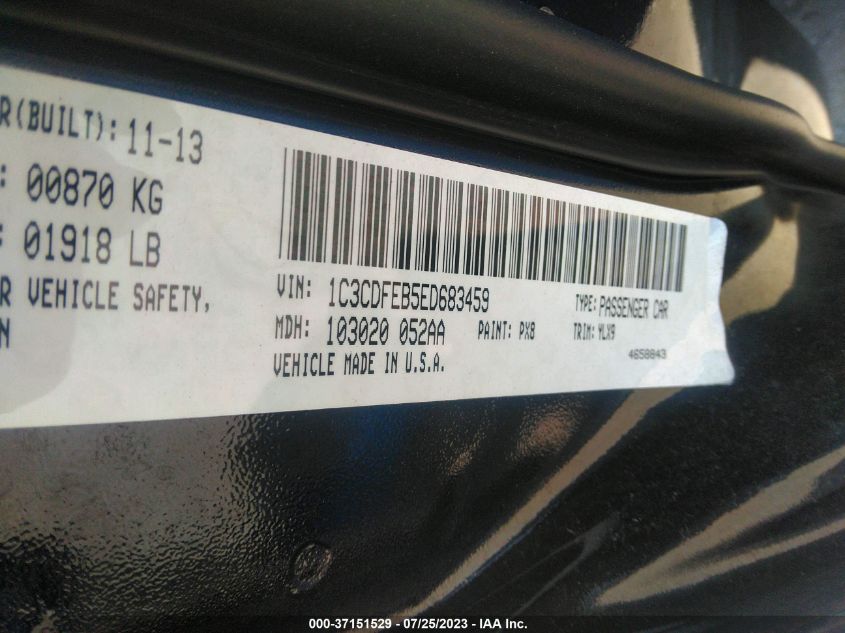 R(BUILT): 11-13
: 00870 KG
: 01918 LB
R VEHICLE SAFETY,
N
VIN: 1C3CDFEB5ED683459 TYPE: PASSENGER CAR
MDH: 103020 052AA PAINT: PX8 TRIM: YLX9
VEHICLE MADE IN U.S.A. 4658843
000-37151529 - 07/25/2023 - IAA Inc.